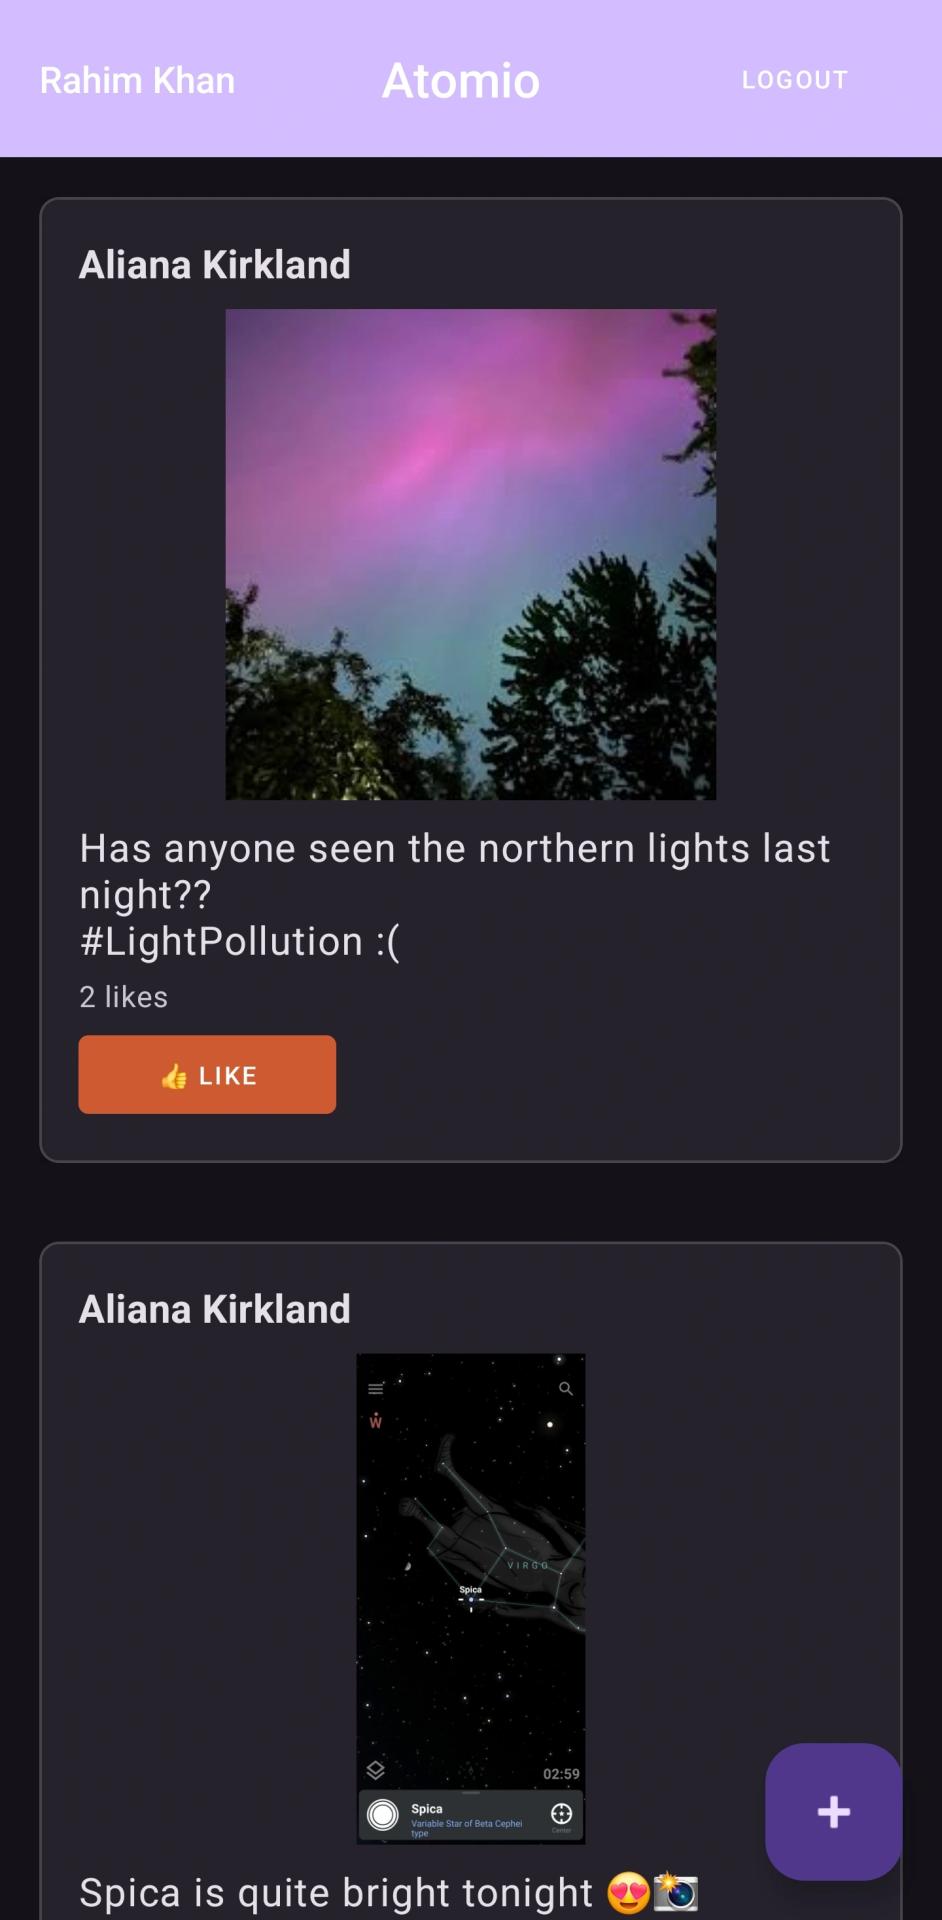 Rahim Khan
Atomio
LOGOUT
Aliana Kirkland
Has anyone seen the northern lights last
night??
#LightPollution :(
2 likes
👍 LIKE
Aliana Kirkland
W
VIRGO
Spica
02:59
Spica
Variable Star of Beta Cephei
type
Center
Spica is quite bright tonight 😍📸